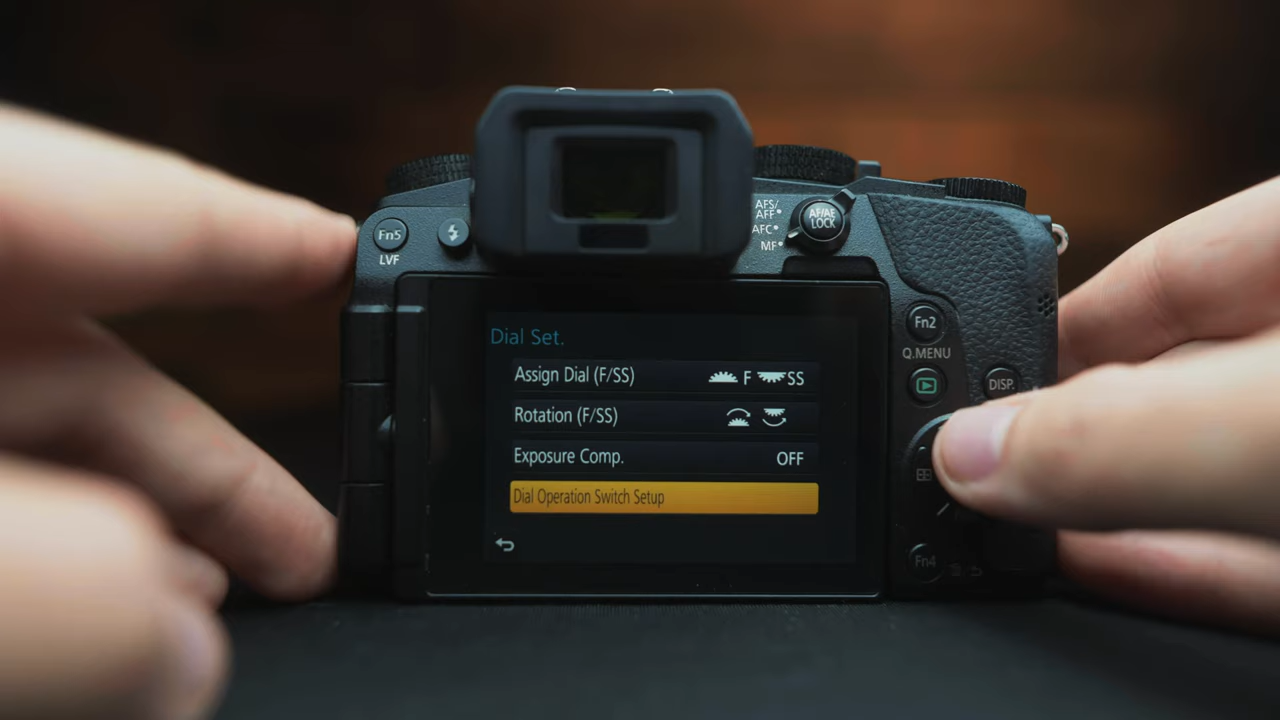 Fn5
LVF
AFS/
AFF
AFC
MF
AF/AE
LOCK
Fn2
Q.MENU
DISP.
Fn4
Dial Set.
Assign Dial (F/SS) F SS
Rotation (F/SS)
Exposure Comp. OFF
Dial Operation Switch Setup